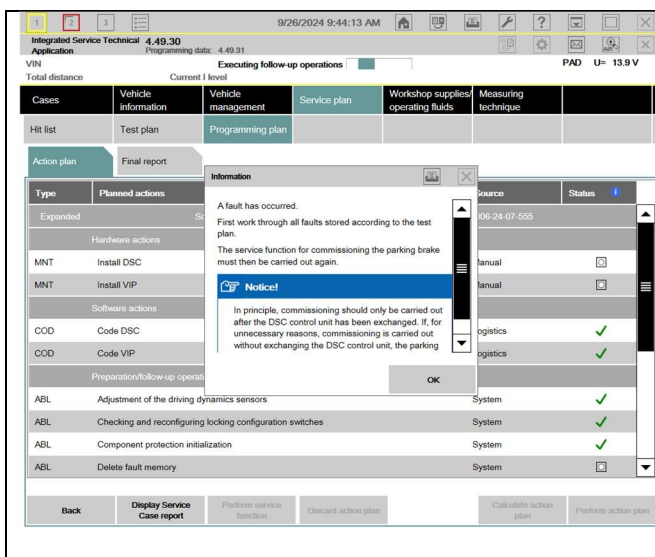 1 2 3 9/26/2024 9:44:13 AM ?
Integrated Service Technical Application 4.49.30
Programming data: 4.49.31
VIN
Executing follow-up operations
PAD U= 13.9 V
Total distance
Current I level
Cases
Vehicle information
Vehicle management
Service plan
Workshop supplies/ operating fluids
Measuring technique
Hit list
Test plan
Programming plan
Action plan
Final report
Information
A fault has occurred.
First work through all faults stored according to the test
plan.
The service function for commissioning the parking brake
must then be carried out again.
Notice!
In principle, commissioning should only be carried out
after the DSC control unit has been exchanged. If, for
unnecessary reasons, commissioning is carried out
without exchanging the DSC control unit, the parking
OK
Type Planned actions Source Status i
Expanded 06-24-07-555
Hardware actions
MNT Install DSC
MNT Install VIP
Software actions
COD Code DSC
COD Code VIP
Preparation/follow-up
ABL Adjustment of the driving dynamics sensors System
ABL Checking and reconfiguring locking configuration switches System
ABL Component protection initialization System
ABL Delete fault memory System
Back
Display Service
Case report
Perform service
function
Discard action plan
Calculate action
plan
Perform action plan